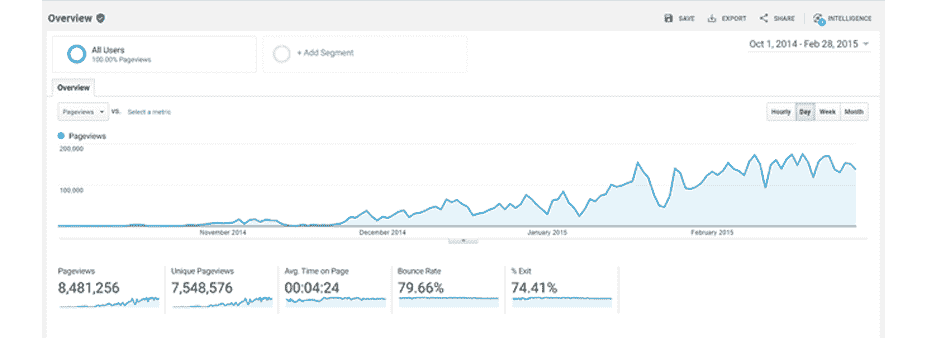 Overview
SAVE EXPORT SHARE INTELLIGENCE
All Users
100.00% Pageviews
+ Add Segment
Oct 1, 2014 - Feb 28, 2015
Overview
Pageviews VS. Select a metric
Hourly Day Week Month
Pageviews
200,000
100,000
November 2014 December 2014 January 2015 February 2015
Pageviews Unique Pageviews Avg. Time on Page Bounce Rate % Exit
8,481,256 7,548,576 00:04:24 79.66% 74.41%